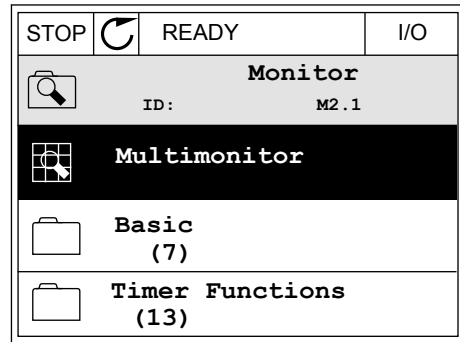 STOP READY I/O
Monitor
ID: M2.1
Multimonitor
Basic
(7)
Timer Functions
(13)